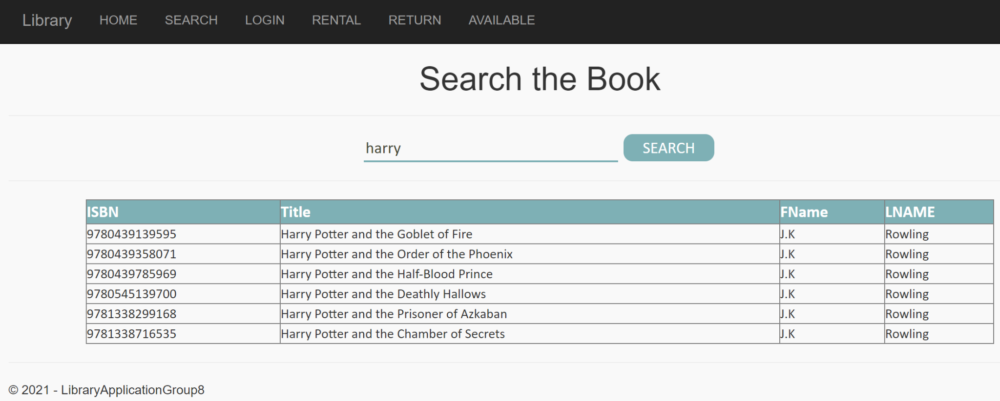 Library HOME SEARCH LOGIN RENTAL RETURN AVAILABLE
Search the Book
harry SEARCH
ISBN Title FName LNAME
9780439139595 Harry Potter and the Goblet of Fire J.K Rowling
9780439358071 Harry Potter and the Order of the Phoenix J.K Rowling
9780439785969 Harry Potter and the Half-Blood Prince J.K Rowling
9780545139700 Harry Potter and the Deathly Hallows J.K Rowling
9781338299168 Harry Potter and the Prisoner of Azkaban J.K Rowling
9781338716535 Harry Potter and the Chamber of Secrets J.K Rowling
© 2021 - LibraryApplicationGroup8